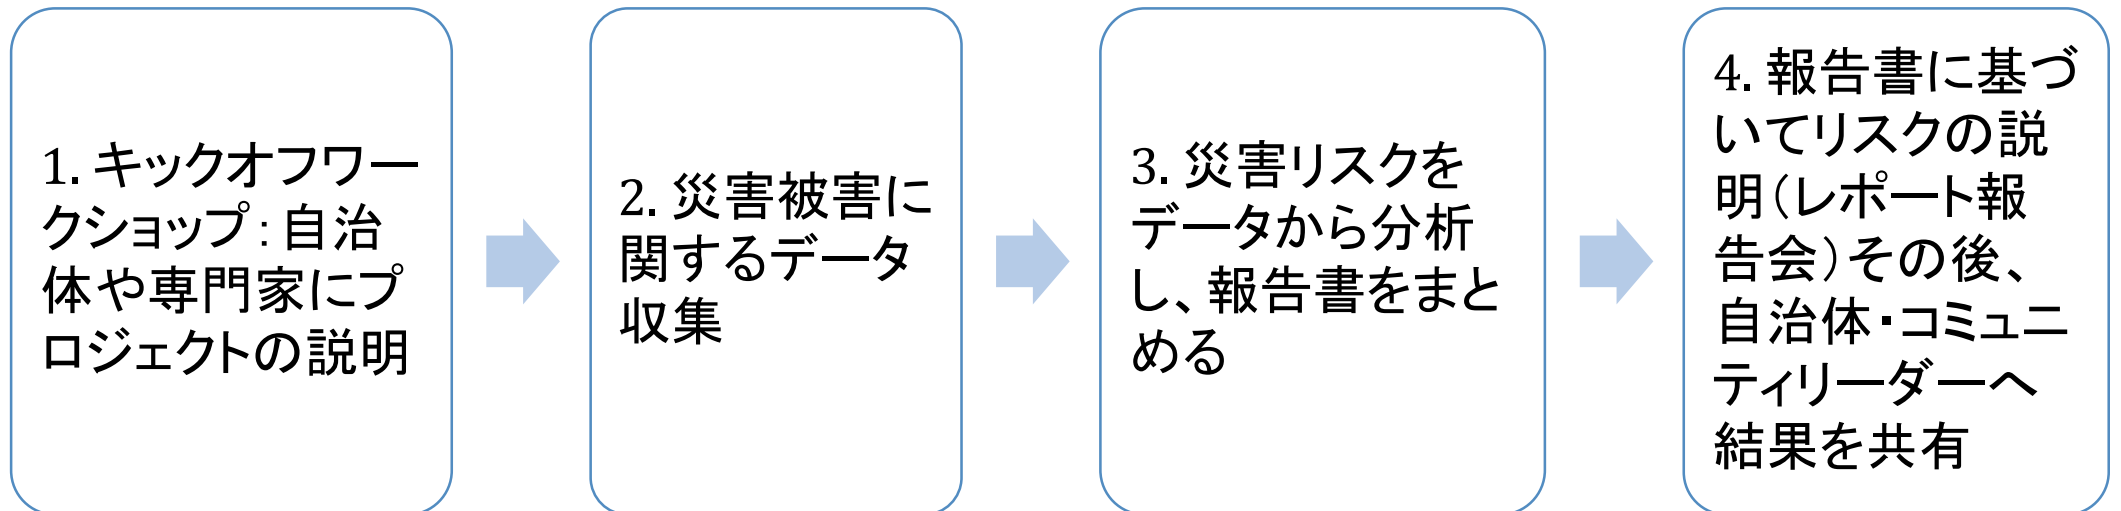 1. キックオフワー
クショップ：自治
体や専門家にプ
ロジェクトの説明
2. 災害被害に
関するデータ
収集
3. 災害リスクを
データから分析
し、報告書をまと
める
4. 報告書に基づ
いてリスクの説
明（レポート報
告会）その後、
自治体・コミュニ
ティリーダーへ
結果を共有